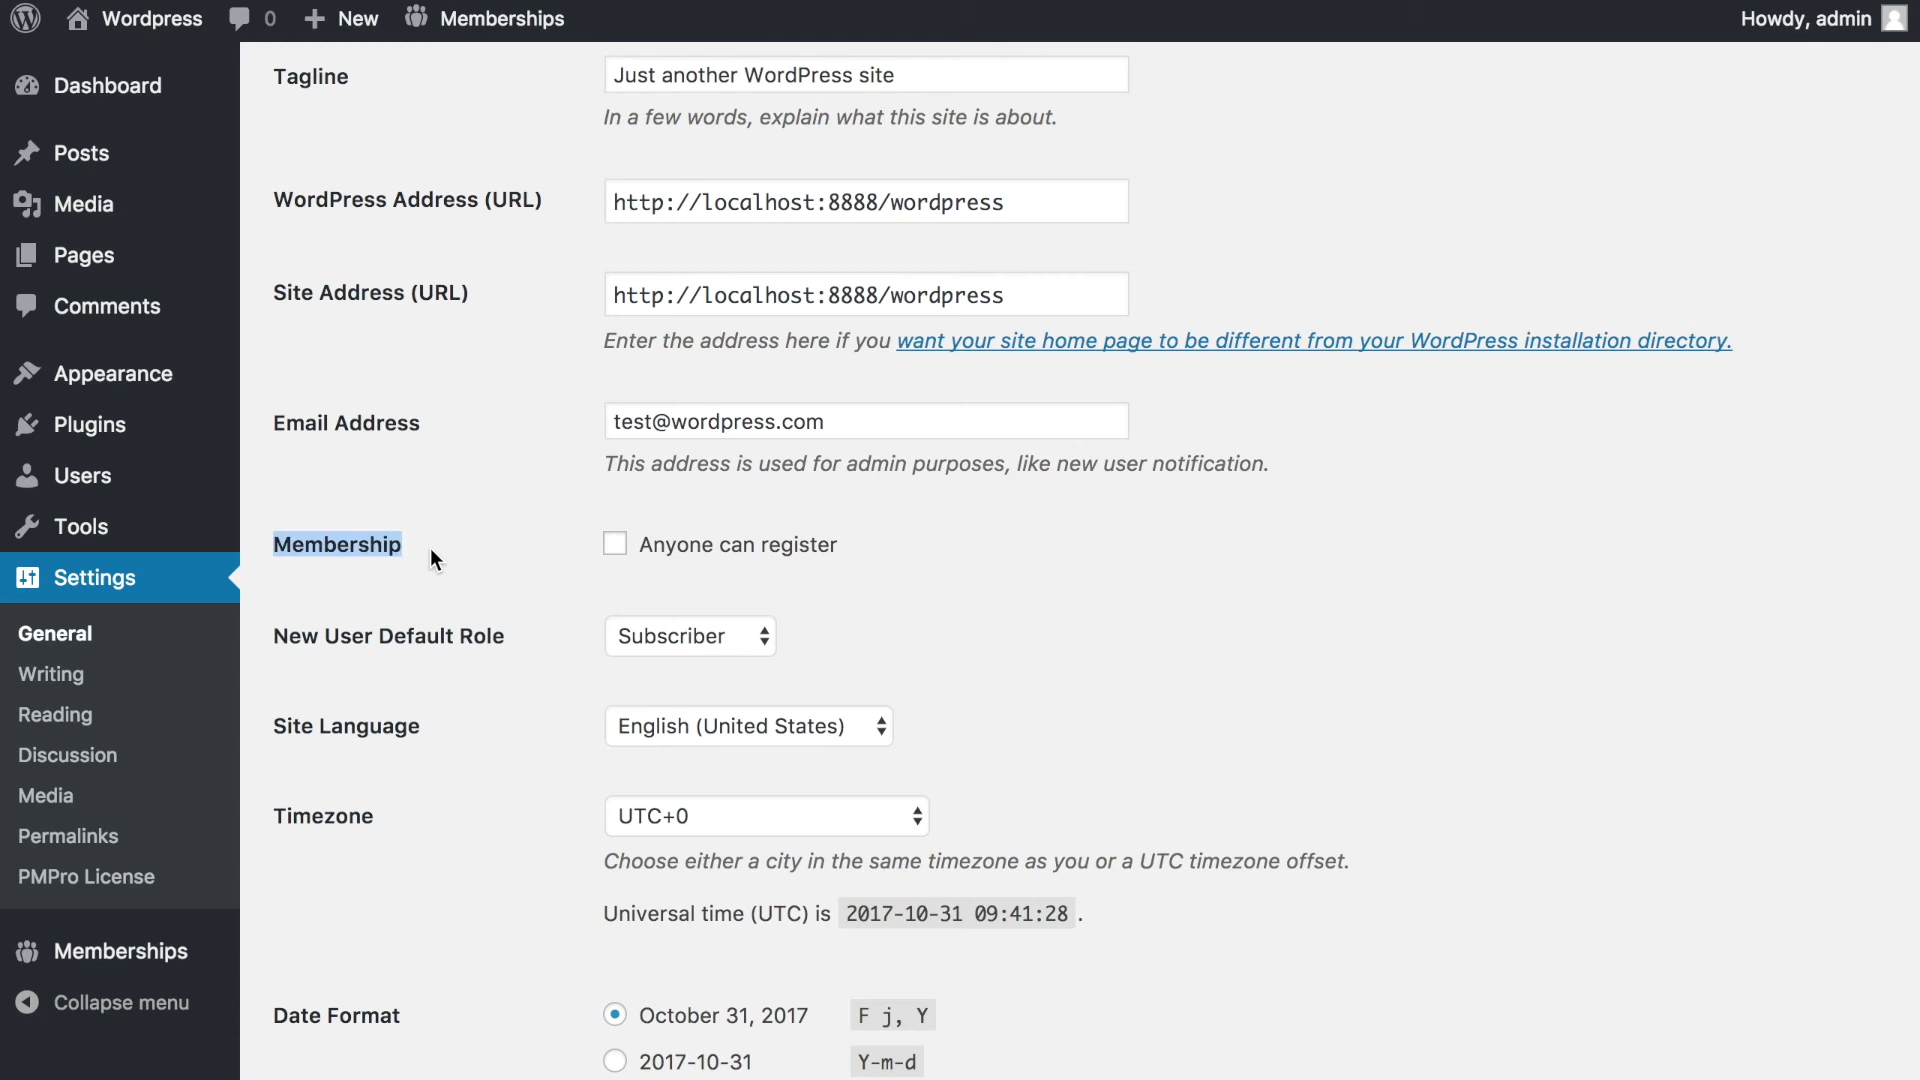 Wordpress 0 New Memberships Howdy, admin
Dashboard
Posts
Media
Pages
Comments
Appearance
Plugins
Users
Tools
Settings
General
Writing
Reading
Discussion
Media
Permalinks
PMPro License
Memberships
Collapse menu
Tagline
Just another WordPress site
In a few words, explain what this site is about.
WordPress Address (URL)
http://localhost:8888/wordpress
Site Address (URL)
http://localhost:8888/wordpress
Enter the address here if you want your site home page to be different from your WordPress installation directory.
Email Address
test@wordpress.com
This address is used for admin purposes, like new user notification.
Membership
Anyone can register
New User Default Role
Subscriber
Site Language
English (United States)
Timezone
UTC+0
Choose either a city in the same timezone as you or a UTC timezone offset.
Universal time (UTC) is 2017-10-31 09:41:28 .
Date Format
October 31, 2017 F j, Y
2017-10-31 Y-m-d